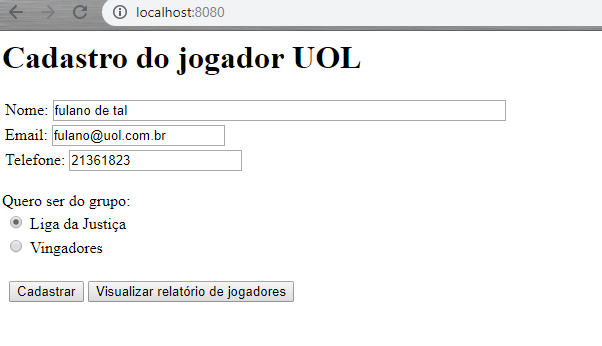 localhost:8080
Cadastro do jogador UOL
Nome: fulano de tal
Email: fulano@uol.com.br
Telefone: 21361823
Quero ser do grupo:
Liga da Justiça
Vingadores
Cadastrar Visualizar relatório de jogadores